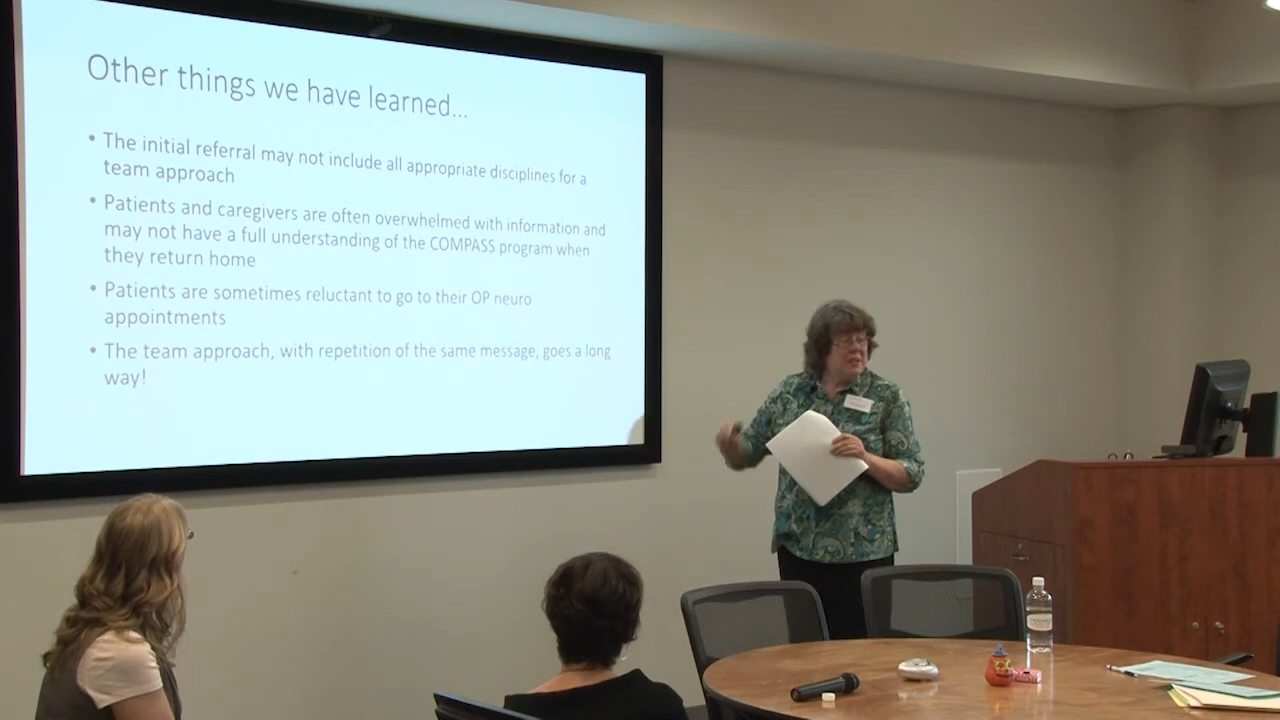 Other things we have learned...
• The initial referral may not include all appropriate disciplines for a
team approach
• Patients and caregivers are often overwhelmed with information and
may not have a full understanding of the COMPASS program when
they return home
• Patients are sometimes reluctant to go to their OP neuro
appointments
• The team approach, with repetition of the same message, goes a long
way!